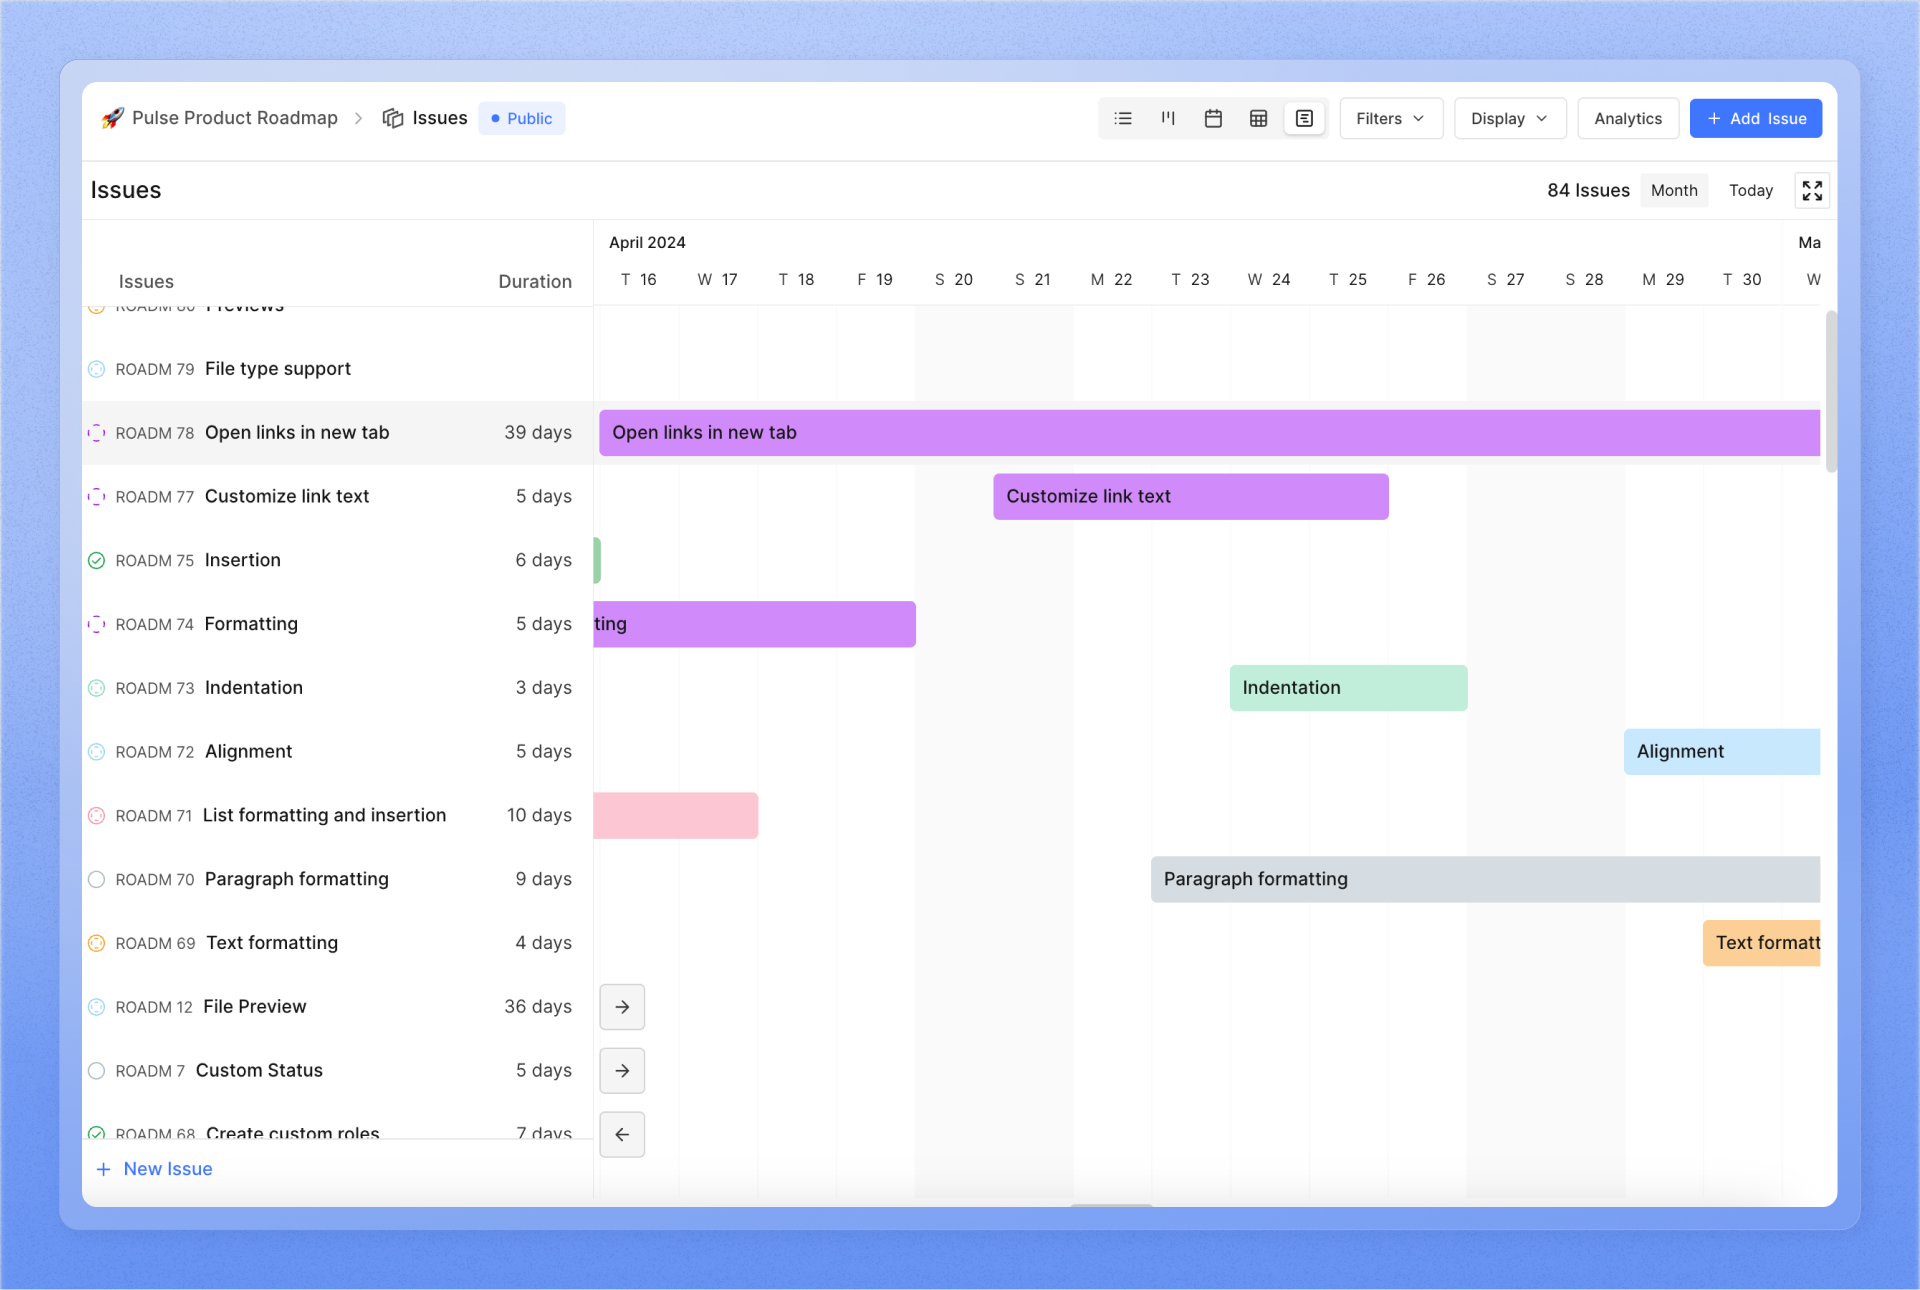 Pulse Product Roadmap > Issues Public Filters Display Analytics + Add Issue
Issues 84 Issues Month Today
April 2024 Ma
Issues Duration T 16 W 17 T 18 F 19 S 20 S 21 M 22 T 23 W 24 T 25 F 26 S 27 S 28 M 29 T 30 W
ROADM 80 Previews
ROADM 79 File type support
ROADM 78 Open links in new tab 39 days Open links in new tab
ROADM 77 Customize link text 5 days Customize link text
ROADM 75 Insertion 6 days
ROADM 74 Formatting 5 days ting
ROADM 73 Indentation 3 days Indentation
ROADM 72 Alignment 5 days Alignment
ROADM 71 List formatting and insertion 10 days
ROADM 70 Paragraph formatting 9 days Paragraph formatting
ROADM 69 Text formatting 4 days Text formatt
ROADM 12 File Preview 36 days →
ROADM 7 Custom Status 5 days →
ROADM 68 Create custom roles 7 days ←
+ New Issue